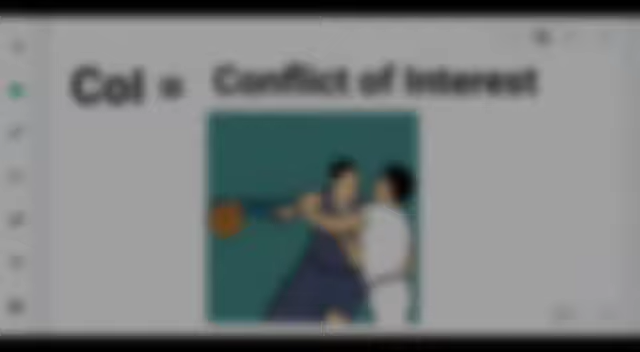 CoI = Conflict of Interest